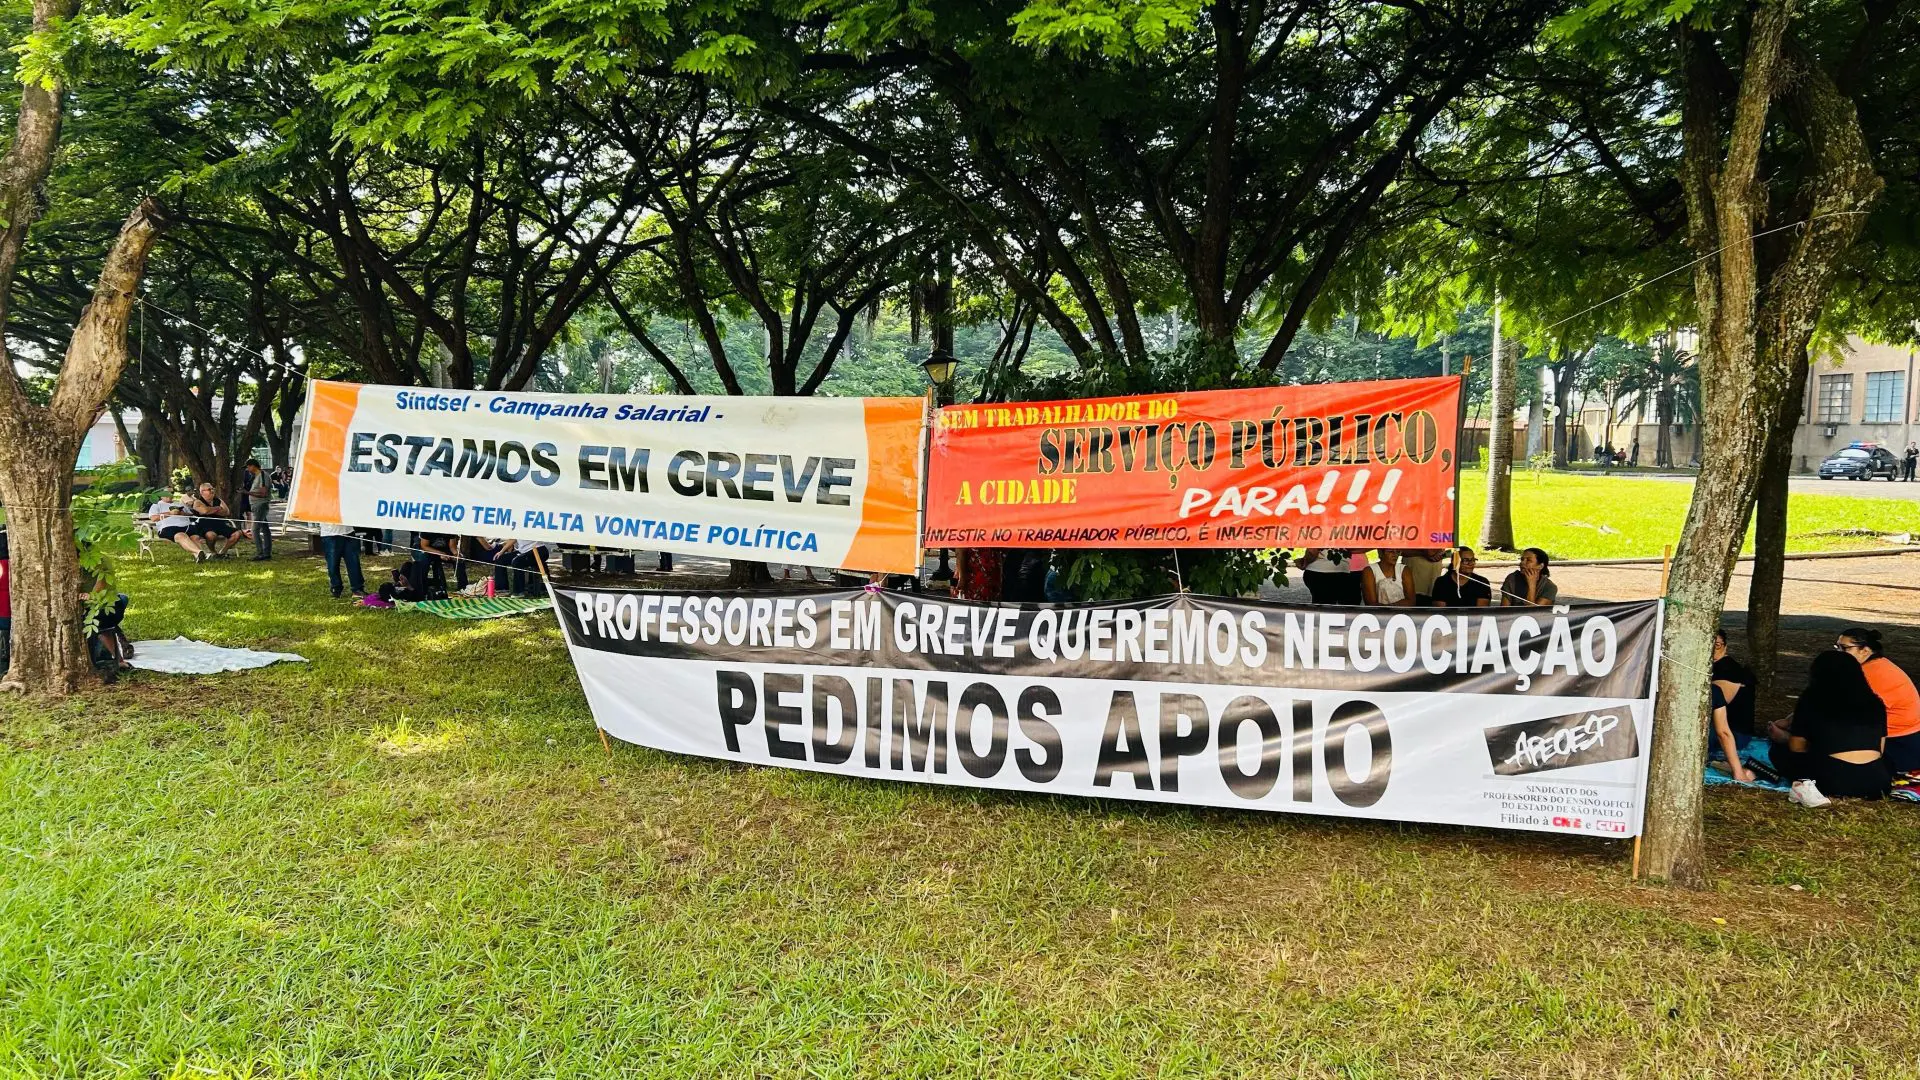 Sindsel - Campanha Salarial -
ESTAMOS EM GREVE
DINHEIRO TEM, FALTA VONTADE POLÍTICA
SEM TRABALHADOR DO
SERVIÇO PÚBLICO,
A CIDADE
PARA!!!
INVESTIR NO TRABALHADOR PÚBLICO, É INVESTIR NO MUNICÍPIO
PROFESSORES EM GREVE QUEREMOS NEGOCIAÇÃO
PEDIMOS APOIO
APEOESP
SINDICATO DOS
PROFESSORES DO ENSINO OFICIA
DO ESTADO DE SÃO PAULO
Filiado à CNTE e CUT